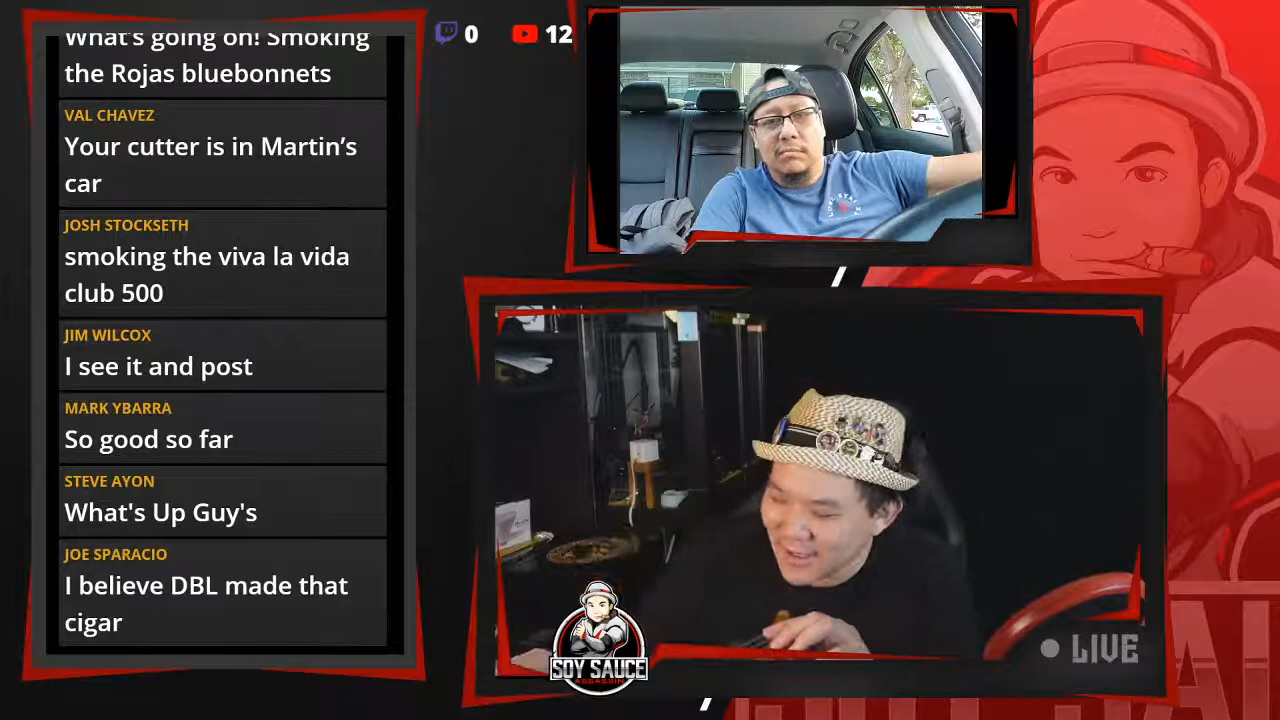 What's going on! Smoking
the Rojas bluebonnets
VAL CHAVEZ
Your cutter is in Martin's
car
JOSH STOCKSETH
smoking the viva la vida
club 500
JIM WILCOX
I see it and post
MARK YBARRA
So good so far
STEVE AYON
What's Up Guy's
JOE SPARACIO
I believe DBL made that
cigar
0
12
SOY SAUCE
ASSASSIN
LIVE